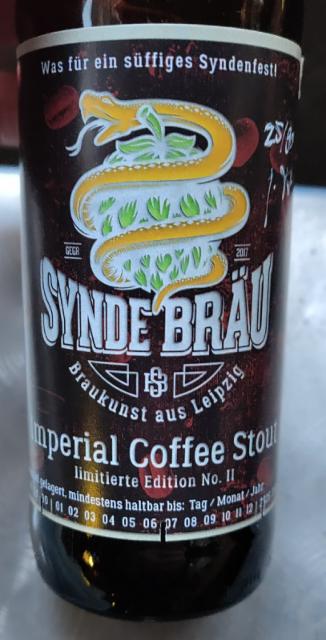 Was für ein süffiges Syndenfest!
GEGR 2017
SYNDE BRÄU
SB
Braukunst aus Leipzig
Imperial Coffee Stout
limitierte Edition No. II
gelagert, mindestens haltbar bis: Tag / Monat / Jahr
01 02 03 04 05 06 07 08 09 10 11 12